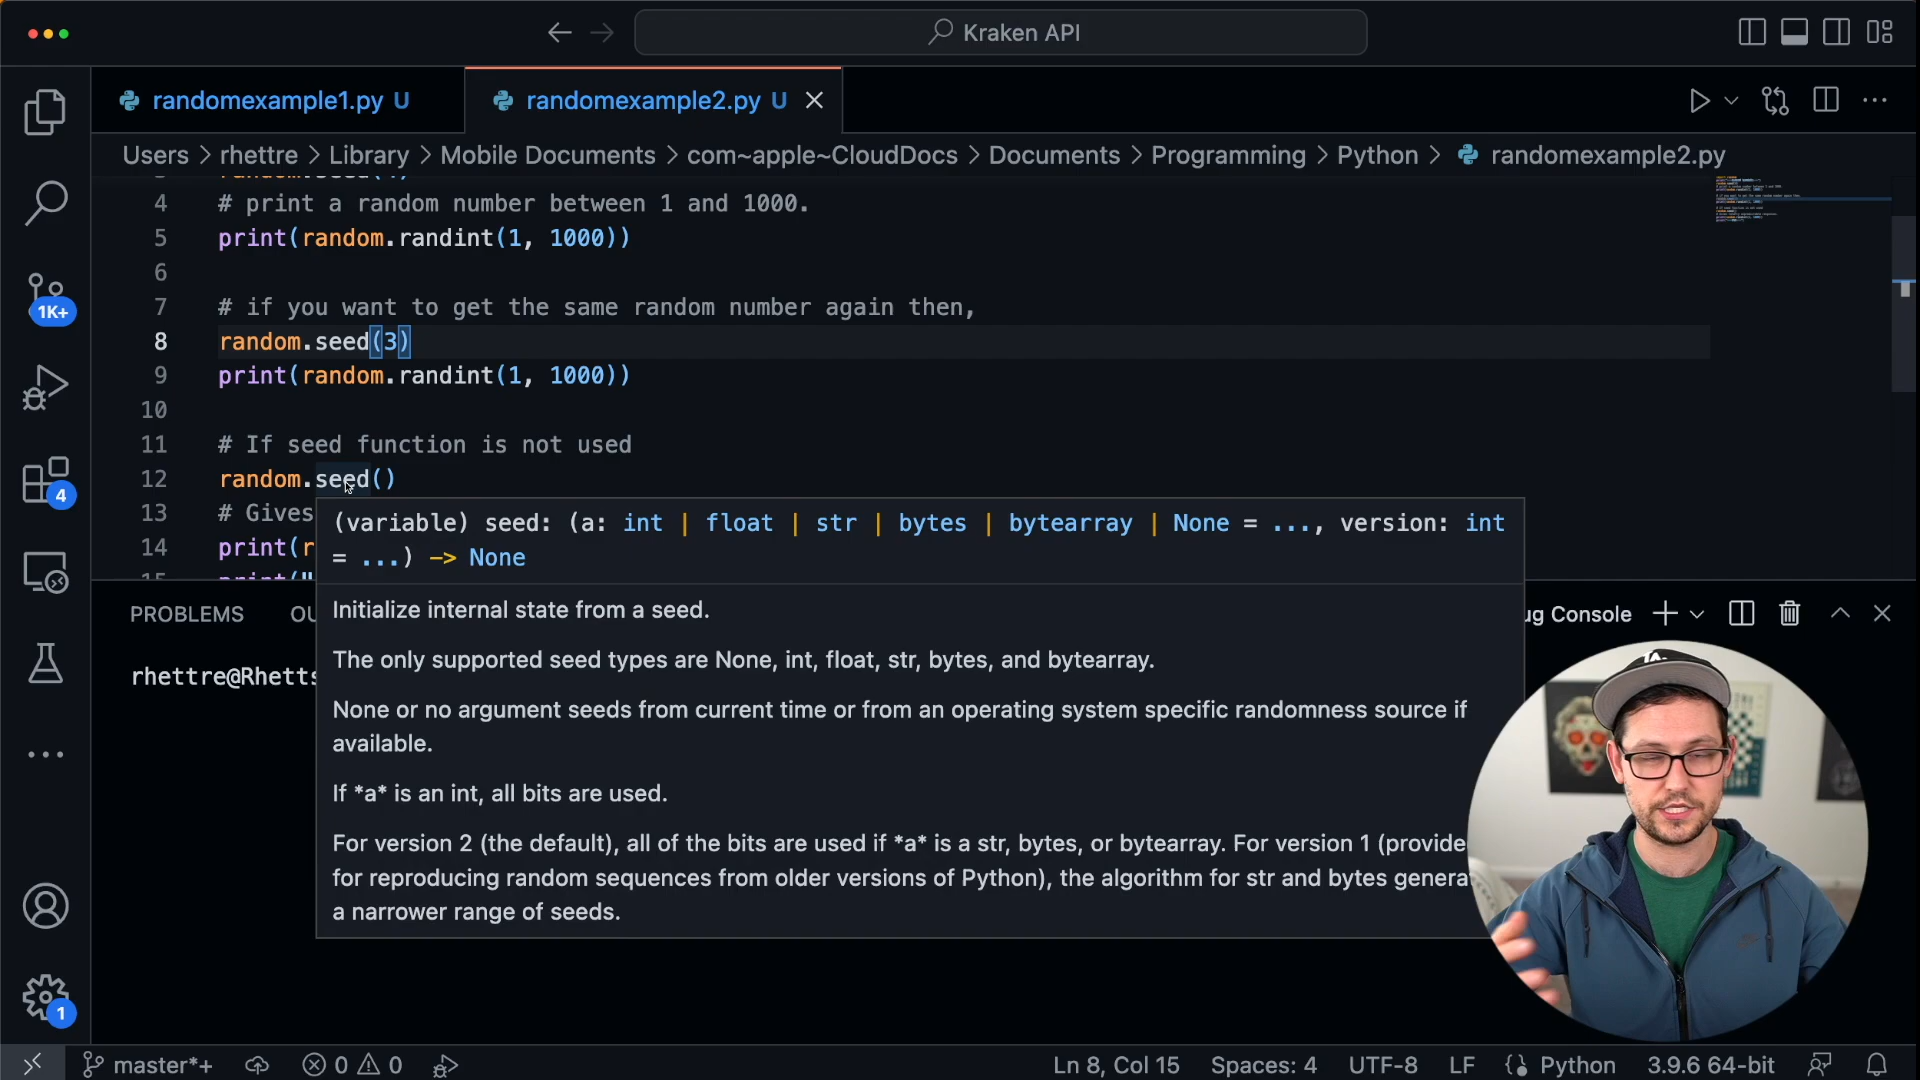 Kraken API
randomexample1.py U
randomexample2.py U
Users > rhettre > Library > Mobile Documents > com~apple~CloudDocs > Documents > Programming > Python > randomexample2.py
4 # print a random number between 1 and 1000.
5 print(random.randint(1, 1000))
6
7 # if you want to get the same random number again then,
8 random.seed(3)
9 print(random.randint(1, 1000))
10
11 # If seed function is not used
12 random.seed()
13 # Gives
14 print(r
(variable) seed: (a: int | float | str | bytes | bytearray | None = ..., version: int
= ...) -> None
Initialize internal state from a seed.
The only supported seed types are None, int, float, str, bytes, and bytearray.
None or no argument seeds from current time or from an operating system specific randomness source if
available.
If *a* is an int, all bits are used.
For version 2 (the default), all of the bits are used if *a* is a str, bytes, or bytearray. For version 1 (provide
for reproducing random sequences from older versions of Python), the algorithm for str and bytes genera
a narrower range of seeds.
PROBLEMS OU
ug Console
rhettre@Rhetts
1K+
4
1
master*+ 0 0
Ln 8, Col 15 Spaces: 4 UTF-8 LF Python 3.9.6 64-bit